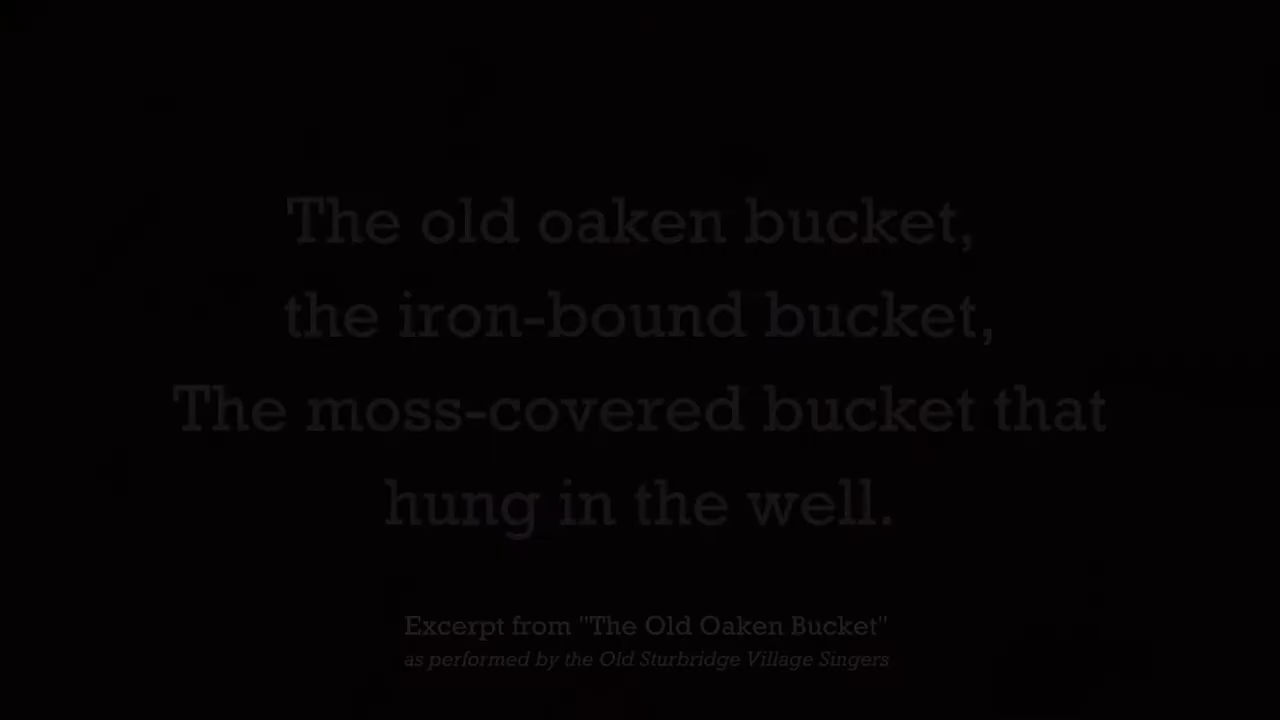 The old oaken bucket,
the iron-bound bucket,
The moss-covered bucket that
hung in the well.
Excerpt from "The Old Oaken Bucket"
as performed by the Old Sturbridge Village Singers